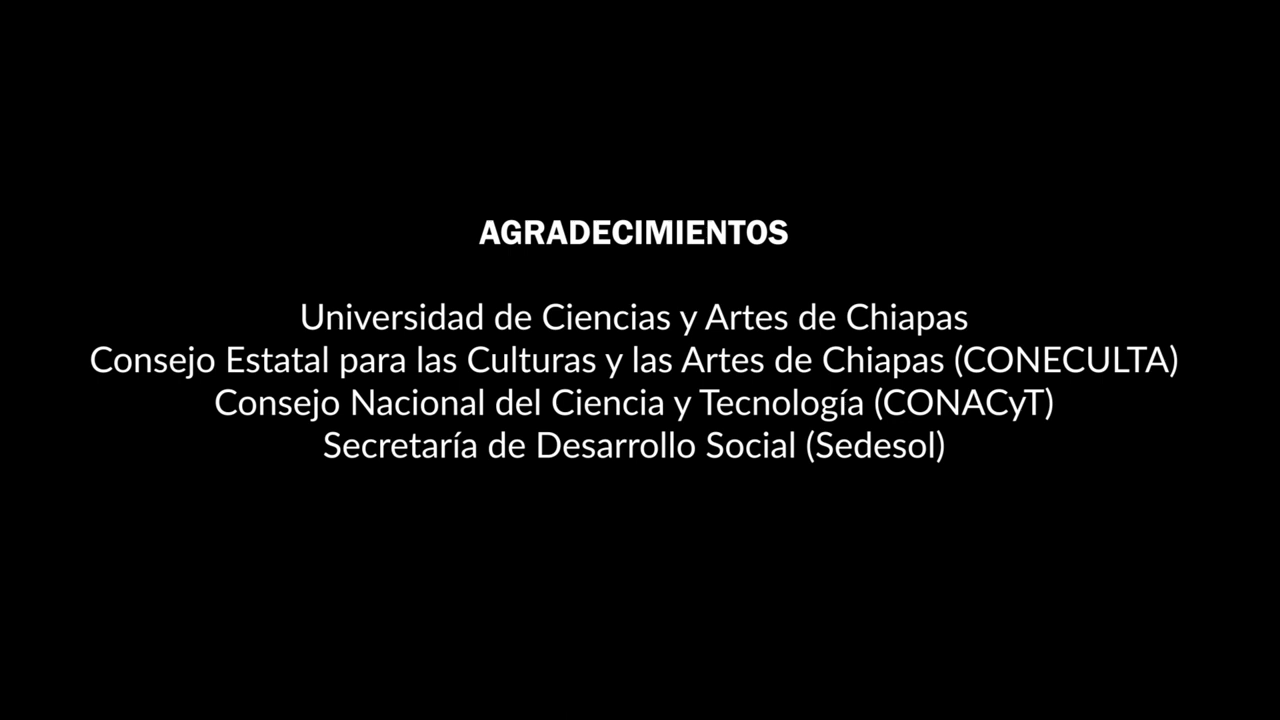 AGRADECIMIENTOS
Universidad de Ciencias y Artes de Chiapas
Consejo Estatal para las Culturas y las Artes de Chiapas (CONECULTA)
Consejo Nacional del Ciencia y Tecnología (CONACyT)
Secretaría de Desarrollo Social (Sedesol)